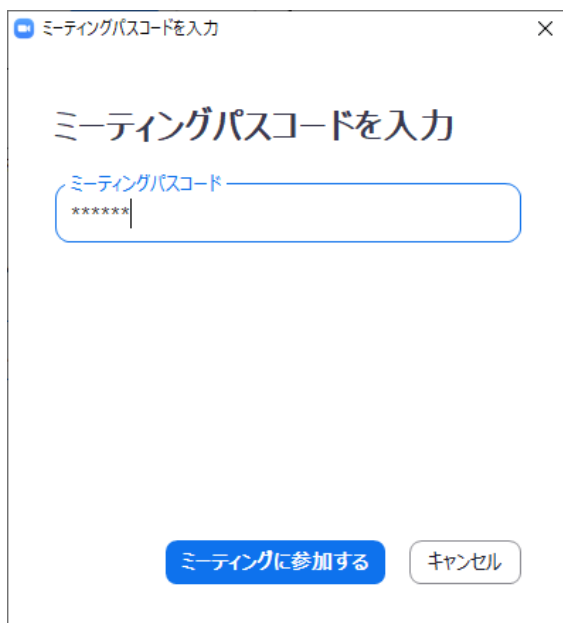 ミーティングパスコードを入力
ミーティングパスコードを入力
ミーティングパスコード
******
ミーティングに参加する
キャンセル